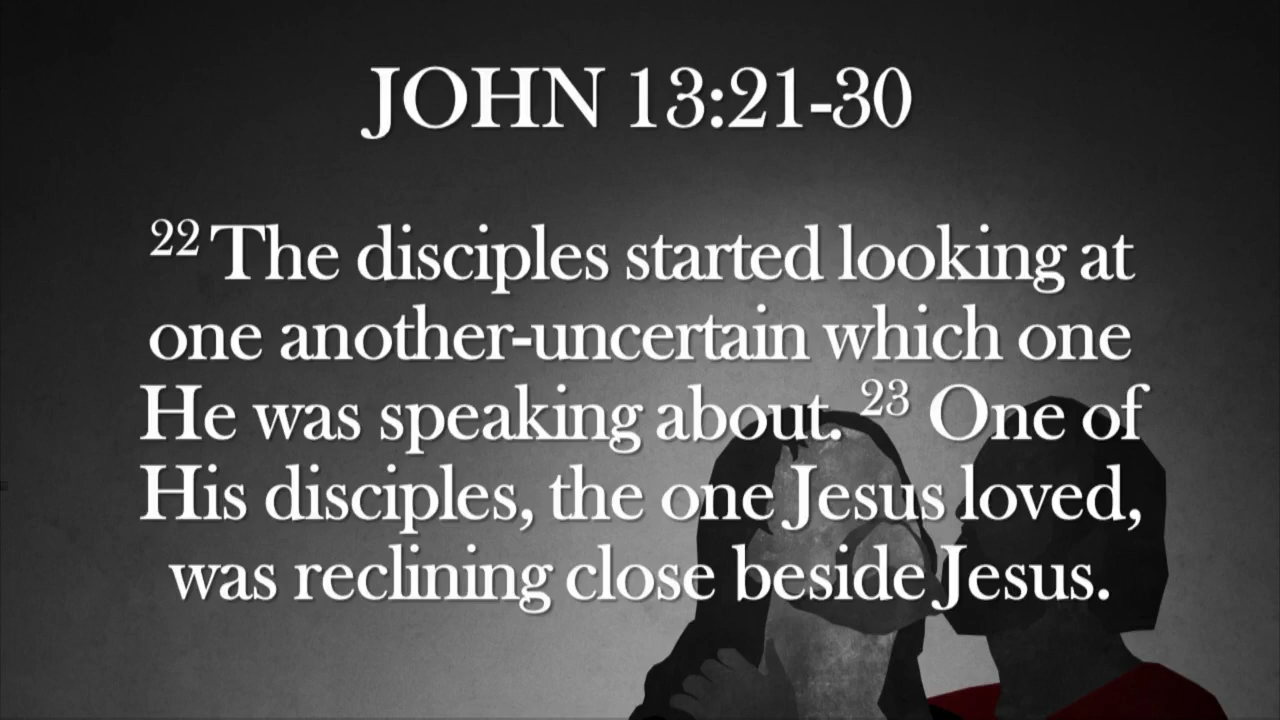 JOHN 13:21-30
22 The disciples started looking at
one another-uncertain which one
He was speaking about. 23 One of
His disciples, the one Jesus loved,
was reclining close beside Jesus.